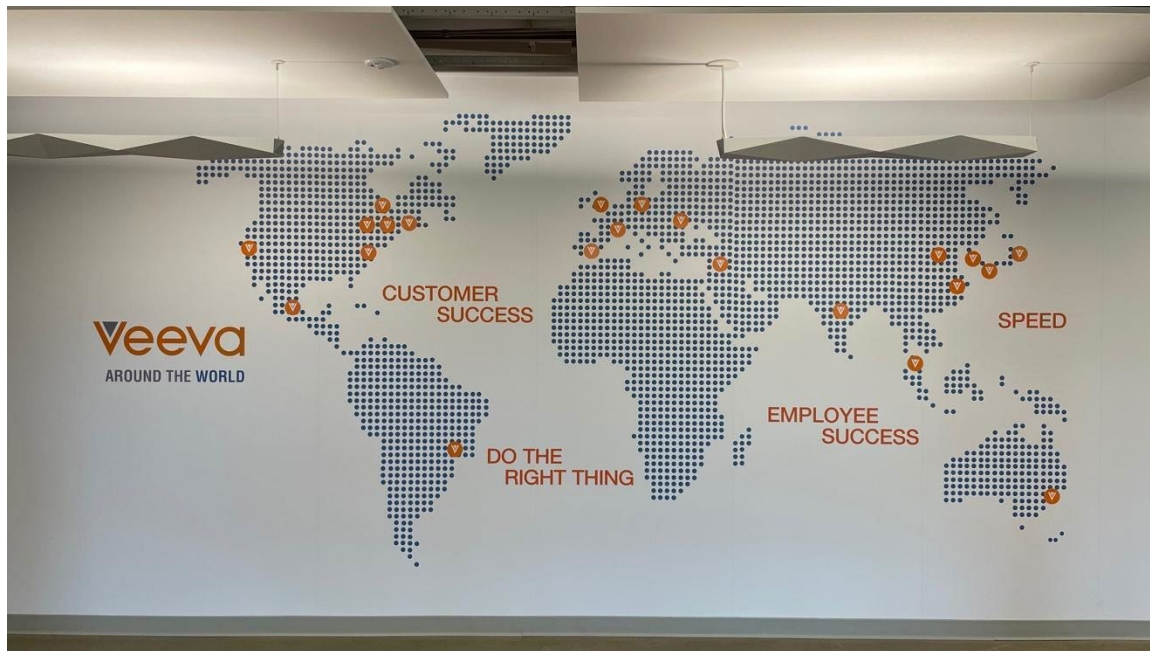 Veeva
AROUND THE WORLD
CUSTOMER
SUCCESS
DO THE
RIGHT THING
EMPLOYEE
SUCCESS
SPEED